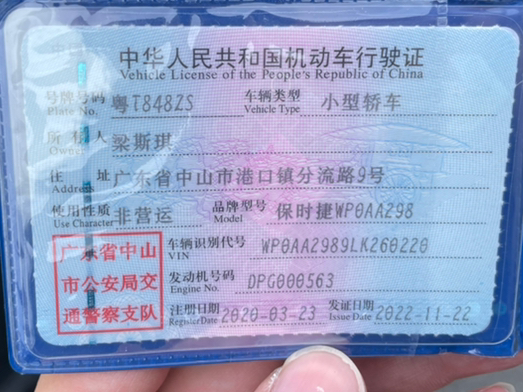 中华人民共和国机动车行驶证
Vehicle License of the People's Republic of China
号牌号码 粤T848ZS 车辆类型 小型轿车
Plate No. Vehicle Type
所有人 梁斯琪
Owner
住址 广东省中山市港口镇分流路9号
Address
使用性质 非营运 品牌型号 保时捷WP0AA298
Use Character Model
广东省中山
市公安局交
通警察支队
车辆识别代号 WP0AA2989LK260220
VIN
发动机号码 DPG000563
Engine No.
注册日期 2020-03-23 发证日期 2022-11-22
Register Date Issue Date